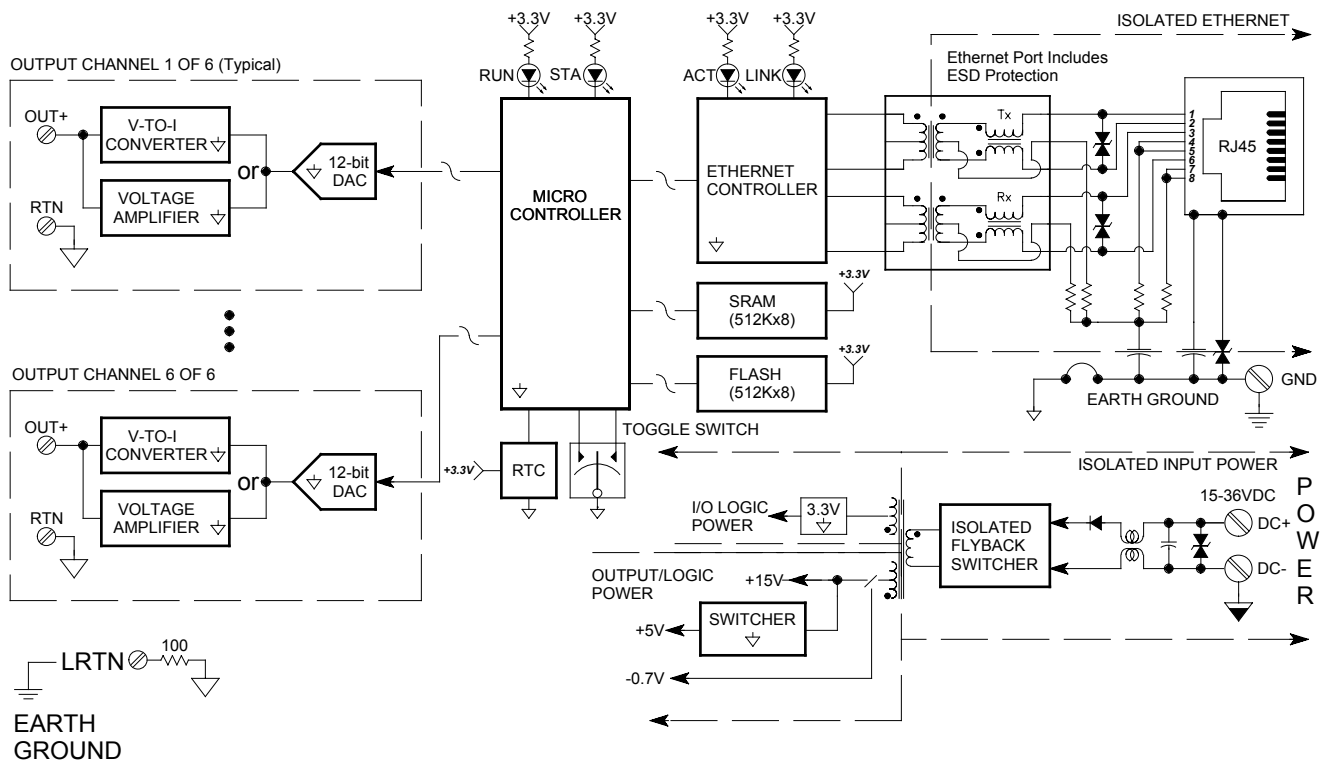 +3.3V
+3.3V
+3.3V
+3.3V
ISOLATED ETHERNET
OUTPUT CHANNEL 1 OF 6 (Typical)
RUN
STA
ACT
LINK
Ethernet Port Includes
ESD Protection
OUT+
V-TO-I
CONVERTER
or
12-bit
DAC
VOLTAGE
AMPLIFIER
RTN
MICRO
CONTROLLER
ETHERNET
CONTROLLER
Tx
Rx
1
2
3
4
5
6
7
8
RJ45
SRAM
(512Kx8)
+3.3V
FLASH
(512Kx8)
+3.3V
EARTH GROUND
GND
OUTPUT CHANNEL 6 OF 6
OUT+
V-TO-I
CONVERTER
or
12-bit
DAC
VOLTAGE
AMPLIFIER
RTN
+3.3V
RTC
TOGGLE SWITCH
ISOLATED INPUT POWER
15-36VDC
I/O LOGIC
POWER
3.3V
ISOLATED
FLYBACK
SWITCHER
DC+
DC-
POWER
OUTPUT/LOGIC
POWER
+15V
SWITCHER
+5V
-0.7V
LRTN
100
EARTH
GROUND